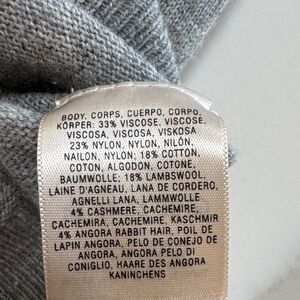 BODY, CORPS, CUERPO, CORPO,
KÖRPER: 33% VISCOSE, VISCOSE,
VISCOSA, VISCOSA, VISKOSA
23% NYLON, NYLON, NILÓN,
NAILON, NYLON; 18% COTTON,
COTON, ALGODON, COTONE,
BAUMWOLLE; 18% LAMBSWOOL,
LAINE D'AGNEAU, LANA DE CORDERO,
AGNELLI LANA, LAMMWOLLE
4% CASHMERE, CACHEMIRE,
CACHEMIRA, CACHEMIRE, KASCHMIR
4% ANGORA RABBIT HAIR, POIL DE
LAPIN ANGORA, PELO DE CONEJO DE
ANGORA, ANGORA PELO DI
CONIGLIO, HAARE DES ANGORA
KANINCHENS